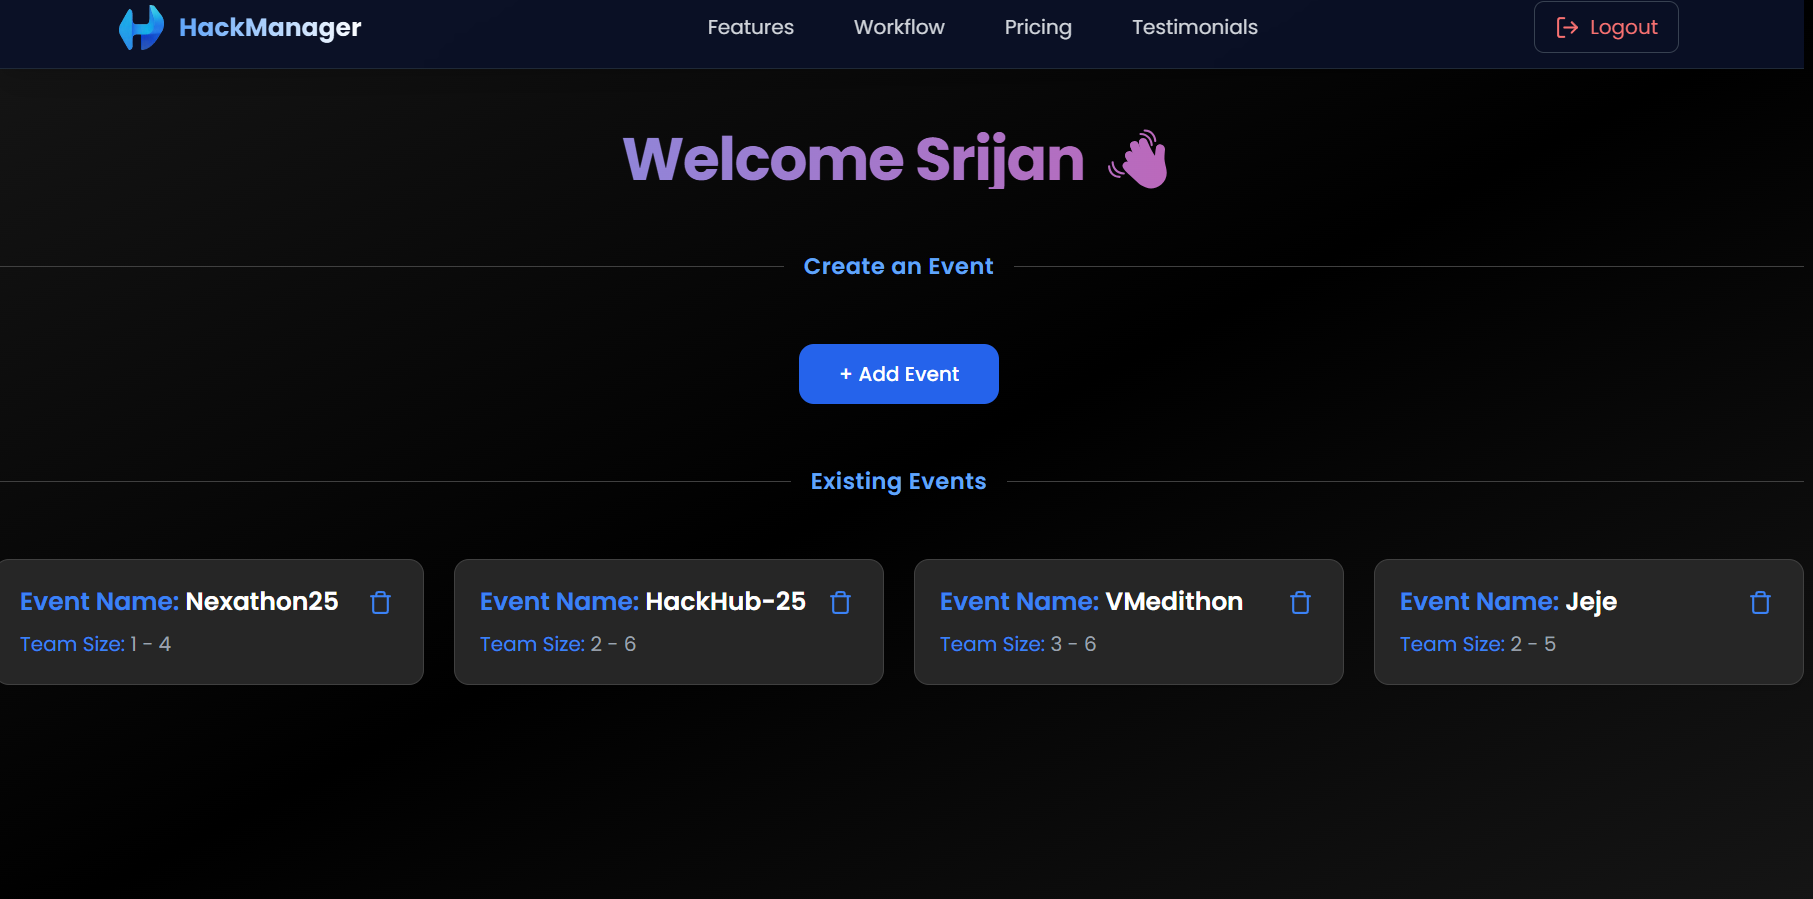 HackManager Features Workflow Pricing Testimonials Logout
Welcome Srijan 👋
Create an Event
+ Add Event
Existing Events
Event Name: Nexathon25
Team Size: 1 - 4
Event Name: HackHub-25
Team Size: 2 - 6
Event Name: VMedithon
Team Size: 3 - 6
Event Name: Jeje
Team Size: 2 - 5